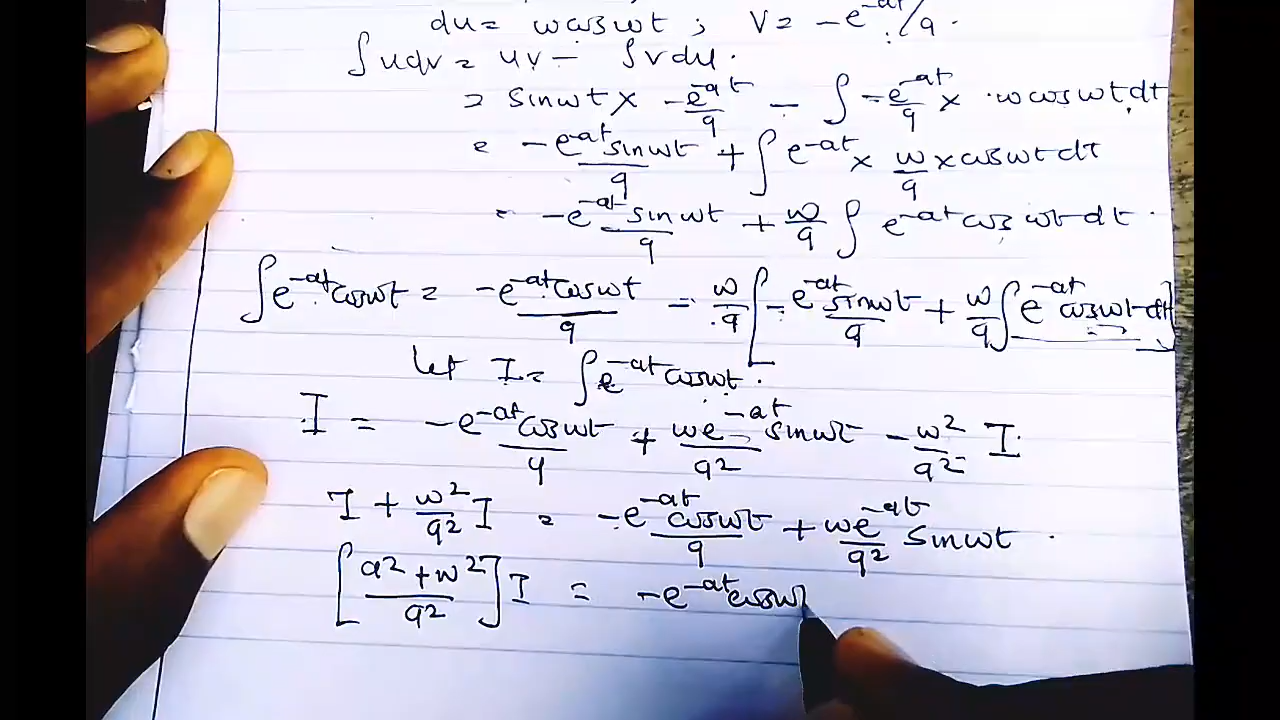 du = ωcosωt ; V = -e^{-at}/a.
∫udv = uv - ∫vdu.
= sinωt × -e^{-at}/a - ∫ -e^{-at}/a × ωcosωt dt
= -e^{-at}sinωt/a + ∫ e^{-at} × ω/a × cosωt dt
= -e^{-at}sinωt/a + ω/a ∫ e^{-at}cosωt dt.
∫e^{-at}cosωt = -e^{-at}cosωt/a - ω/a [-e^{-at}sinωt/a + ω/a ∫e^{-at}cosωt dt]
let I = ∫e^{-at}cosωt.
I = -e^{-at}cosωt/a + ωe^{-at}sinωt/a² - ω²/a² I
I + ω²/a² I = -e^{-at}cosωt/a + ωe^{-at}/a² sinωt.
[a²+ω²/a²] I = -e^{-at}cosω